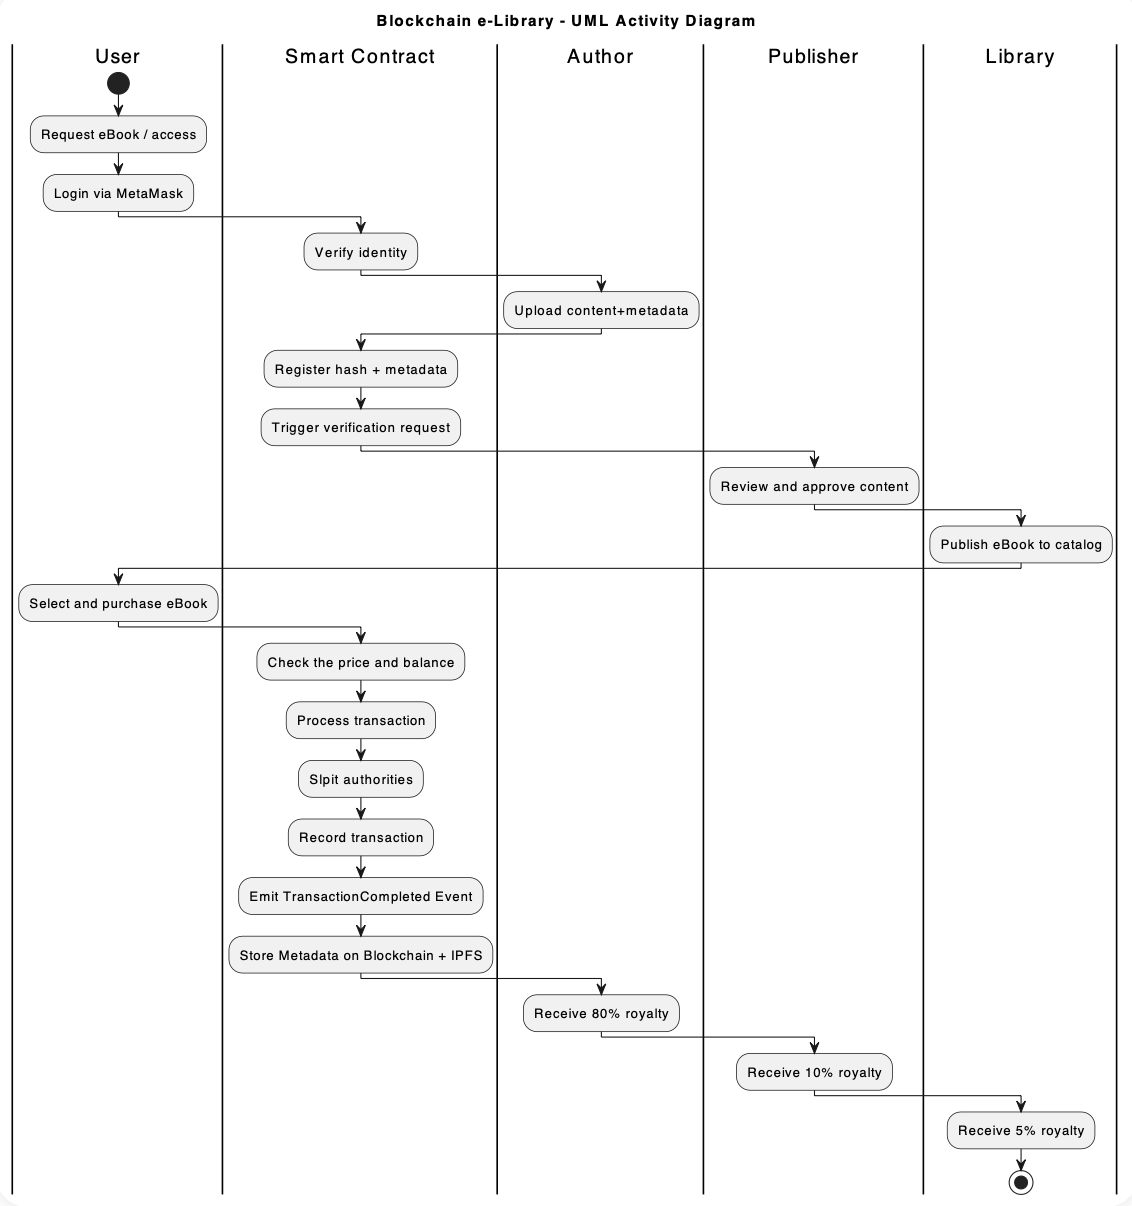 Blockchain e-Library - UML Activity Diagram
User
Smart Contract
Author
Publisher
Library
Request eBook / access
Login via MetaMask
Verify identity
Upload content+metadata
Register hash + metadata
Trigger verification request
Review and approve content
Publish eBook to catalog
Select and purchase eBook
Check the price and balance
Process transaction
Slpit authorities
Record transaction
Emit TransactionCompleted Event
Store Metadata on Blockchain + IPFS
Receive 80% royalty
Receive 10% royalty
Receive 5% royalty